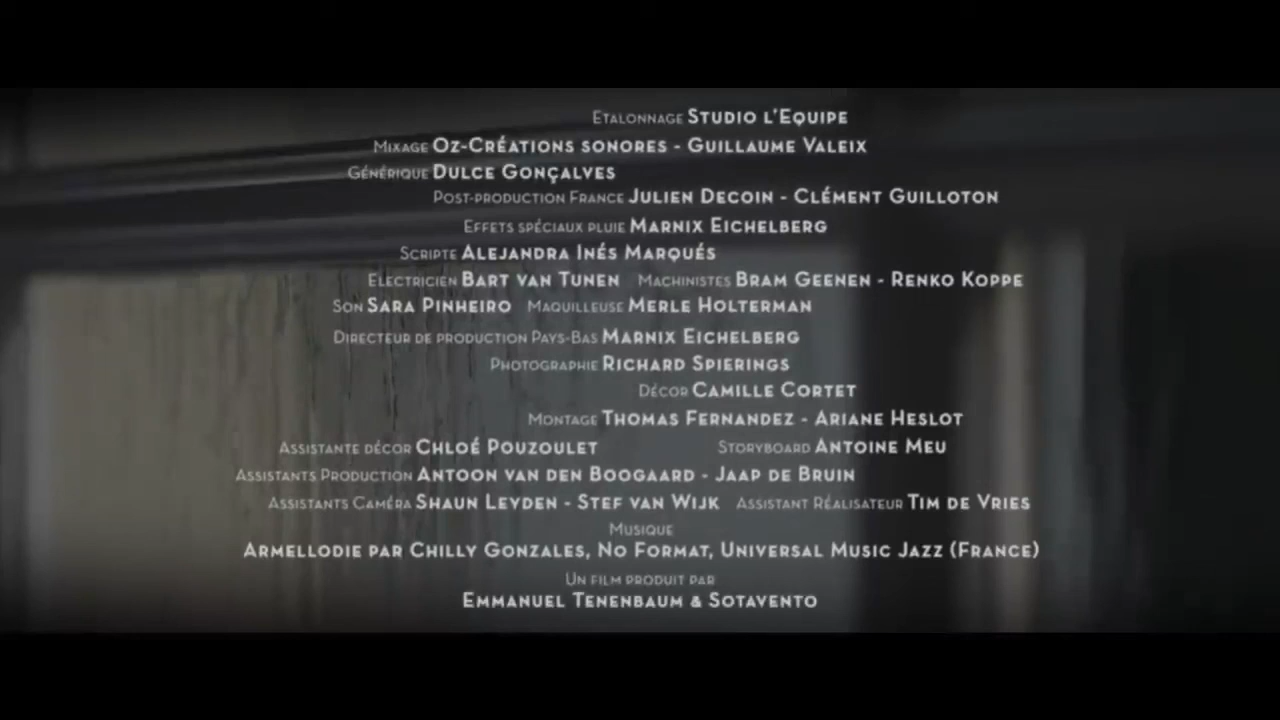 Etalonnage Studio l'Equipe
Mixage Oz-Créations sonores - Guillaume Valeix
Générique Dulce Gonçalves
Post-production France Julien Decoin - Clément Guilloton
Effets spéciaux pluie Marnix Eichelberg
Scripte Alejandra Inés Marqués
Electricien Bart van Tunen Machinistes Bram Geenen - Renko Koppe
Son Sara Pinheiro Maquilleuse Merle Holterman
Directeur de production Pays-Bas Marnix Eichelberg
Photographie Richard Spierings
Décor Camille Cortet
Montage Thomas Fernandez - Ariane Heslot
Assistante décor Chloé Pouzoulet Storyboard Antoine Meu
Assistants Production Antoon van den Boogaard - Jaap de Bruin
Assistants Caméra Shaun Leyden - Stef van Wijk Assistant Réalisateur Tim de Vries
Musique
Armellodie par Chilly Gonzales, No Format, Universal Music Jazz (France)
Un film produit par
Emmanuel Tenenbaum & Sotavento